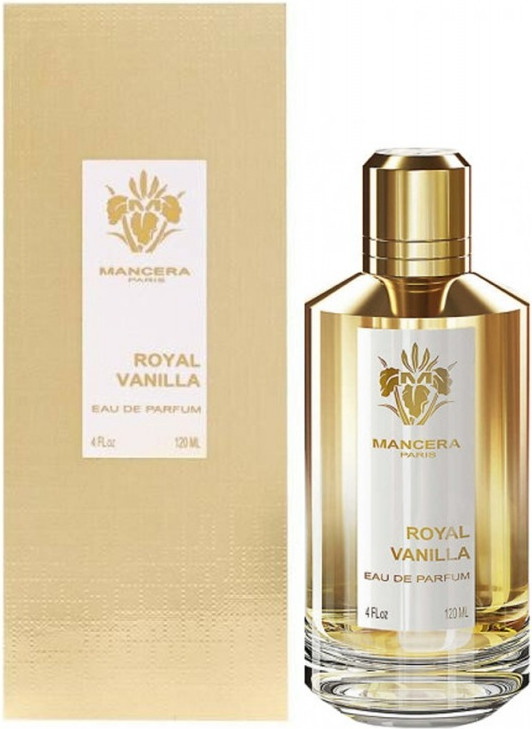 MANCERA
PARIS
ROYAL
VANILLA
EAU DE PARFUM
4 FL.oz 120 ML
MANCERA
PARIS
ROYAL
VANILLA
EAU DE PARFUM
4 FL.oz 120 ML